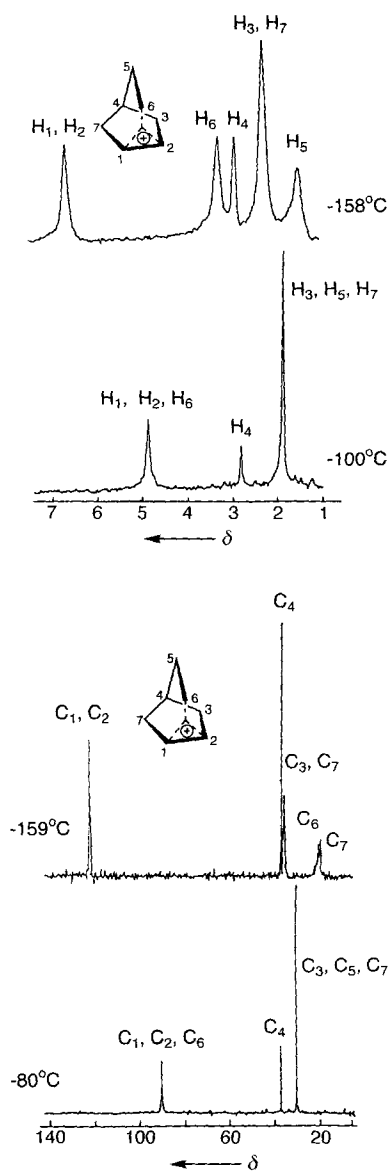 H3, H7
5
4
6
3
7
1
2
H1, H2
H6
H4
H5
-158°C
H3, H5, H7
H1, H2, H6
H4
-100°C
7 6 5 4 3 2 1
δ
C4
5
4
6
3
7
1
2
C1, C2
C3, C7
C6
C7
-159°C
C3, C5, C7
C1, C2, C6
C4
-80°C
140 100 60 20
δ